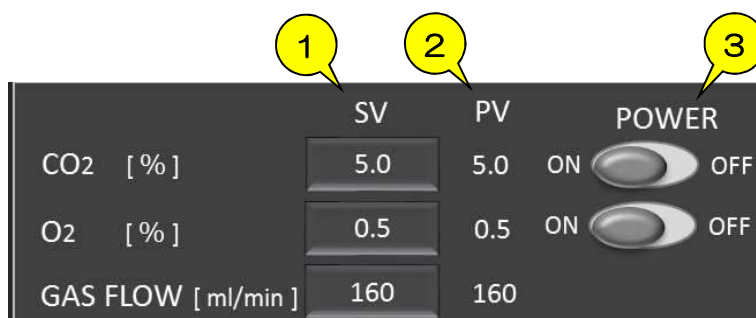 1 2 3
SV PV POWER
CO2 [%] 5.0 5.0 ON OFF
O2 [%] 0.5 0.5 ON OFF
GAS FLOW [ml/min] 160 160